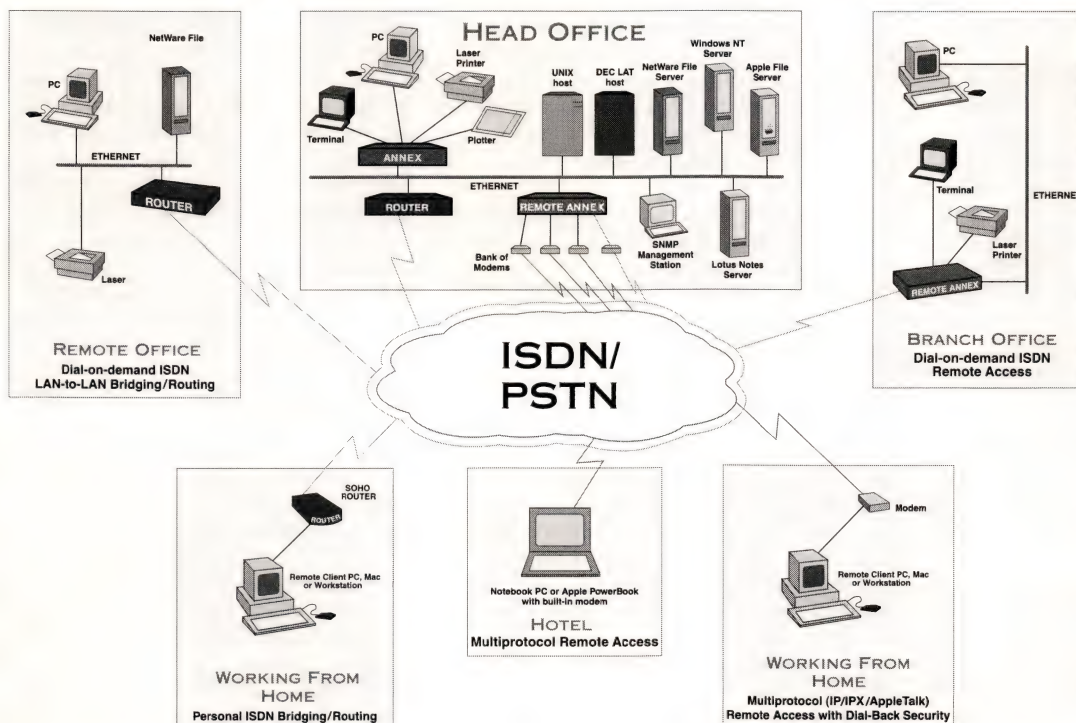 NetWare File
PC
ETHERNET
ROUTER
Laser
REMOTE OFFICE
Dial-on-demand ISDN
LAN-to-LAN Bridging/Routing
HEAD OFFICE
PC
Laser
Printer
Terminal
Plotter
ANNEX
UNIX
host
DEC LAT
host
NetWare File
Server
Windows NT
Server
Apple File
Server
ETHERNET
ROUTER
REMOTE ANNEX
Bank of
Modems
SNMP
Management
Station
Lotus Notes
Server
PC
Terminal
ETHERNET
Laser
Printer
REMOTE ANNEX
BRANCH OFFICE
Dial-on-demand ISDN
Remote Access
ISDN/
PSTN
SOHO
ROUTER
ROUTER
Remote Client PC, Mac
or Workstation
WORKING FROM
HOME
Personal ISDN Bridging/Routing
Notebook PC or Apple PowerBook
with built-in modem
HOTEL
Multiprotocol Remote Access
Modem
Remote Client PC, Mac
or Workstation
WORKING FROM
HOME
Multiprotocol (IP/IPX/AppleTalk)
Remote Access with Dial-Back Security